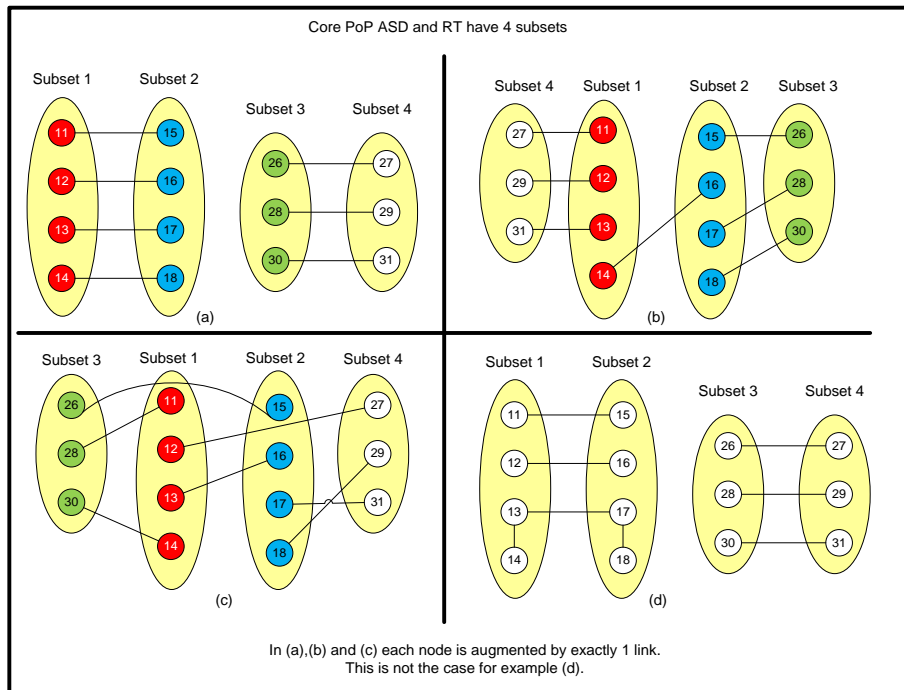 Core PoP ASD and RT have 4 subsets
Subset 1
Subset 2
Subset 3
Subset 4
11
15
12
16
13
17
14
18
26
27
28
29
30
31
(a)
Subset 4
Subset 1
Subset 2
Subset 3
27
11
15
26
29
12
16
28
31
13
17
30
14
18
(b)
Subset 3
Subset 1
Subset 2
Subset 4
26
11
15
27
28
12
16
29
30
13
17
31
14
18
(c)
Subset 1
Subset 2
Subset 3
Subset 4
11
15
12
16
13
17
14
18
26
27
28
29
30
31
(d)
In (a),(b) and (c) each node is augmented by exactly 1 link.
This is not the case for example (d).